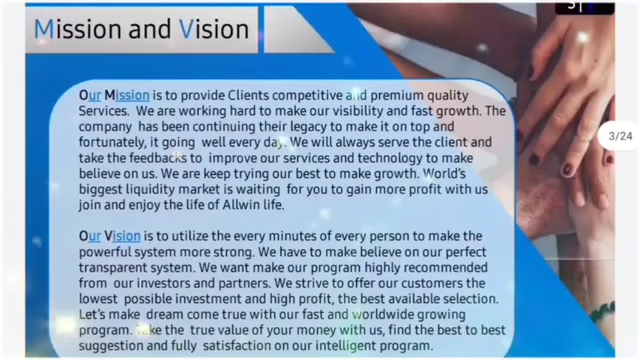 Mission and Vision
3/24
Our Mission is to provide Clients competitive and premium quality
Services. We are working hard to make our visibility and fast growth. The
company has been continuing their legacy to make it on top and
fortunately, it going well every day. We will always serve the client and
take the feedbacks to improve our services and technology to make
believe on us. We are keep trying our best to make growth. World's
biggest liquidity market is waiting for you to gain more profit with us
join and enjoy the life of Allwin life.
Our Vision is to utilize the every minutes of every person to make the
powerful system more strong. We have to make believe on our perfect
transparent system. We want make our program highly recommended
from our investors and partners. We strive to offer our customers the
lowest possible investment and high profit, the best available selection.
Let's make dream come true with our fast and worldwide growing
program. Take the true value of your money with us, find the best to best
suggestion and fully satisfaction on our intelligent program.